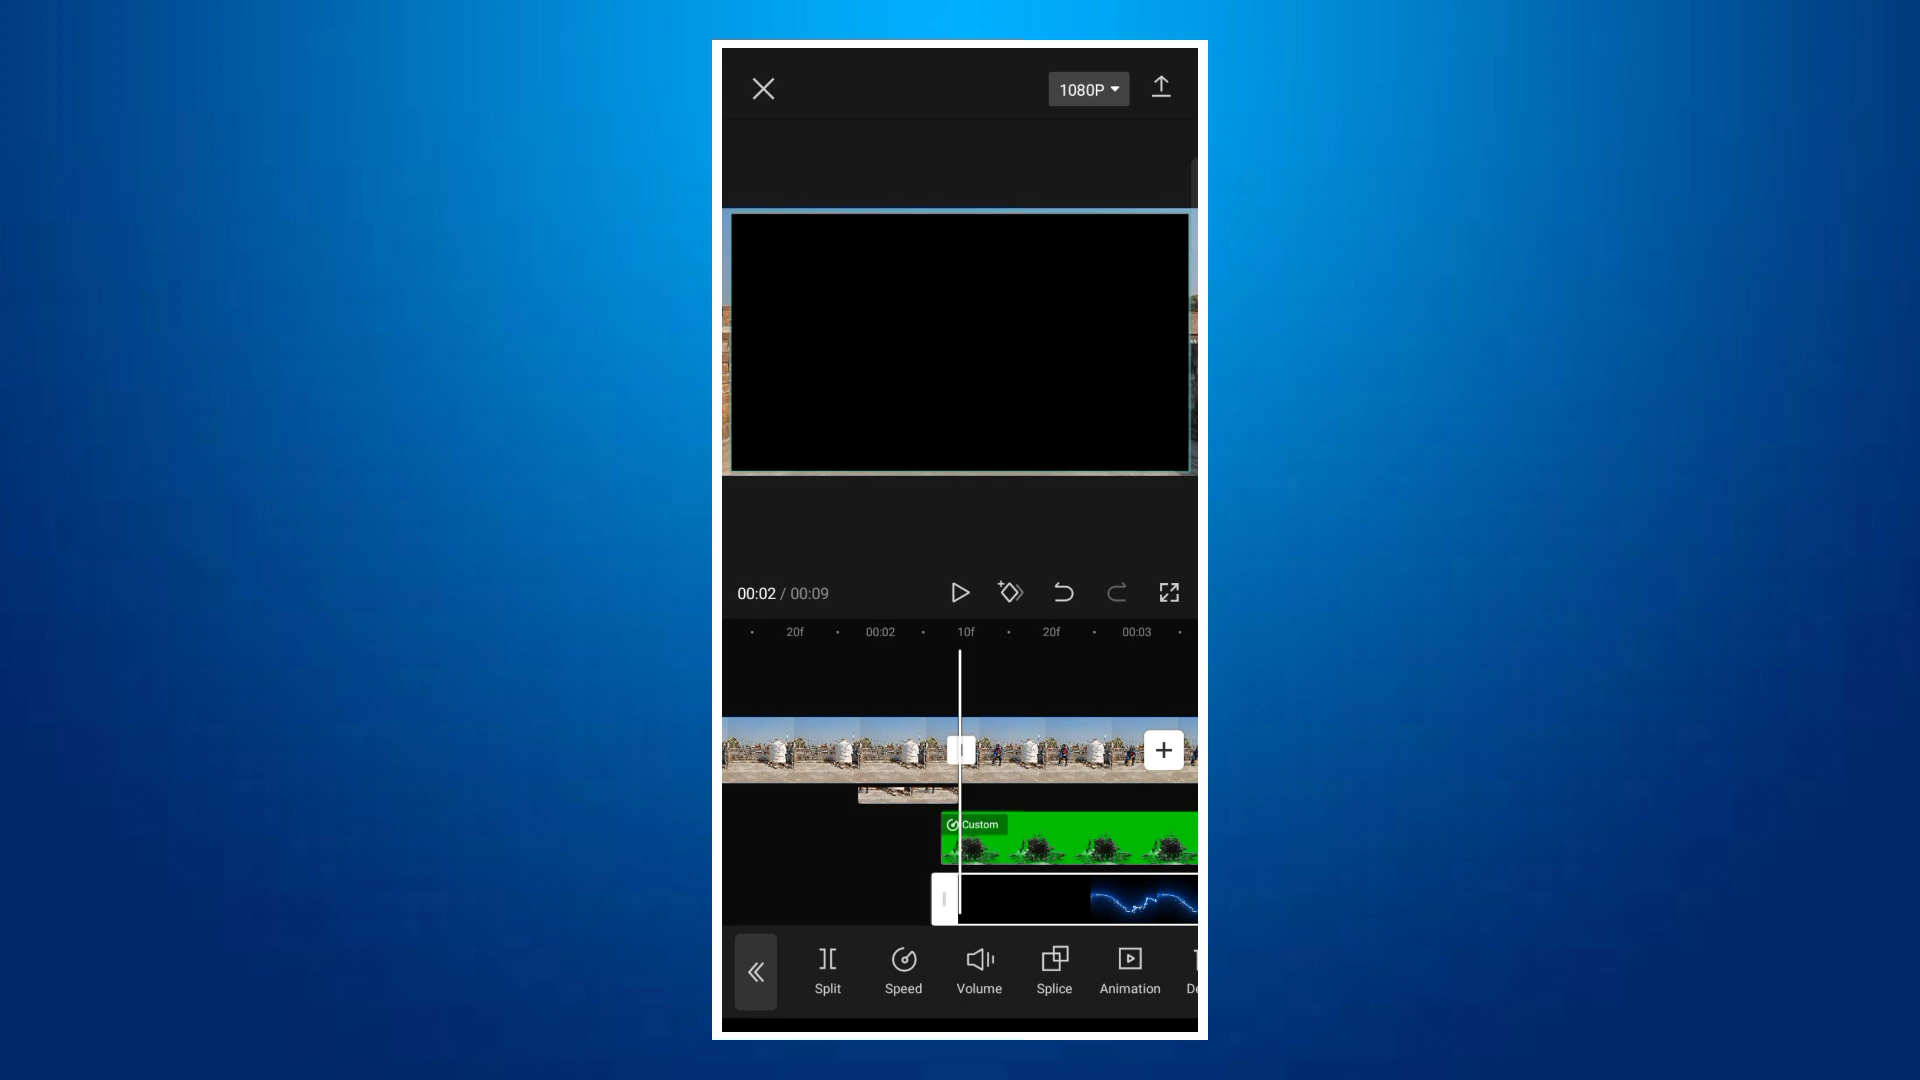 1080P
00:02 / 00:09
20f 00:02 10f 20f 00:03
Custom
Split Speed Volume Splice Animation